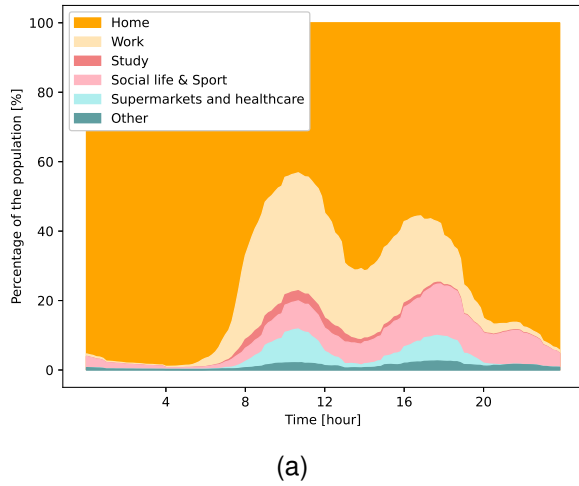 Percentage of the population [%]
100
80
60
40
20
0
Home
Work
Study
Social life & Sport
Supermarkets and healthcare
Other
4 8 12 16 20
Time [hour]
(a)